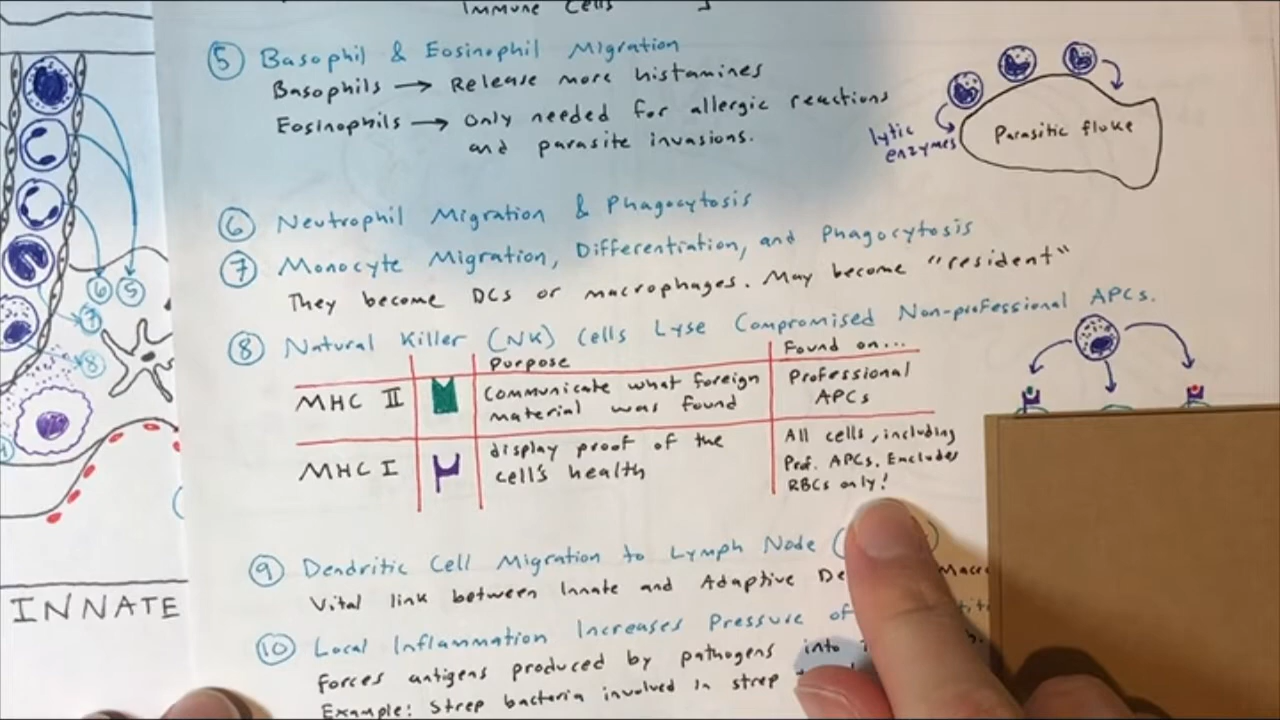 Immune Cells
5 Basophil & Eosinophil Migration
Basophils → Release more histamines
Eosinophils → only needed for allergic reactions
and parasite invasions.
lytic
enzymes
Parasitic fluke
6 Neutrophil Migration & Phagocytosis
7 Monocyte Migration, Differentiation, and Phagocytosis
They become DCs or macrophages. May become "resident"
8 Natural Killer (NK) Cells Lyse Compromised Non-professional APCs.
Purpose
Found on...
MHC II
Communicate what foreign
material was found
Professional
APCs
MHC I
display proof of the
cell's health
All cells, including
Prof. APCs. Excludes
RBCs only!
9 Dendritic Cell Migration to Lymph Node (
Vital link between Innate and Adaptive
10 Local Inflammation Increases Pressure of
forces antigens produced by pathogens into
Example: Strep bacteria involved in strep
6 5
7
8
INNATE